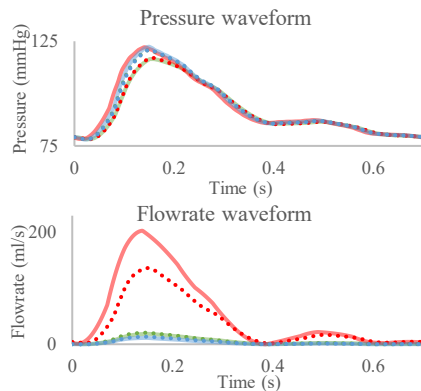 Pressure waveform
Pressure (mmHg)
125
75
0
0.2
0.4
0.6
Time (s)
Flowrate waveform
Flowrate (ml/s)
200
0
0
0.2
0.4
0.6
Time (s)